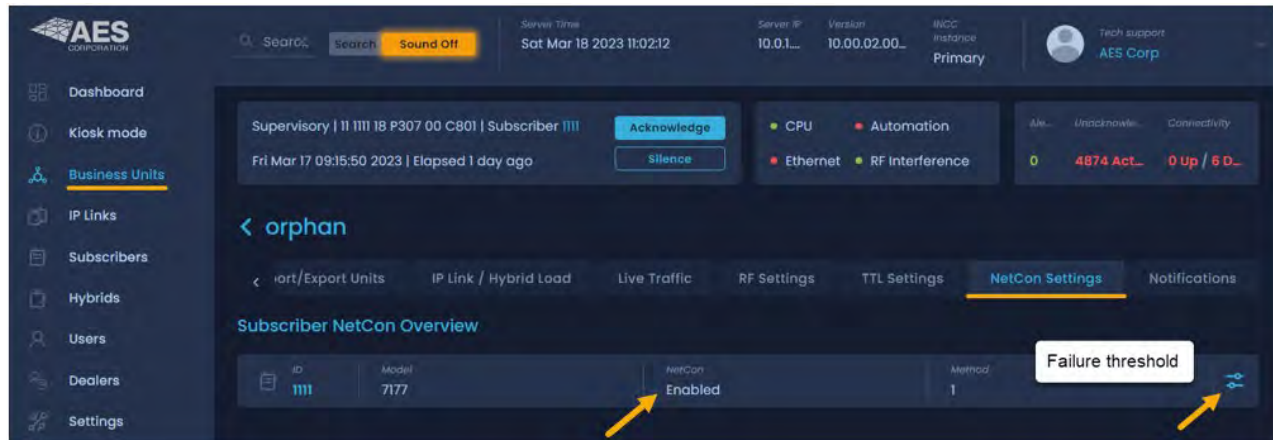 AES
CORPORATION
Dashboard
Kiosk mode
Business Units
IP Links
Subscribers
Hybrids
Users
Dealers
Settings
Search Sound Off
Server Time
Sat Mar 18 2023 11:02:12
Server IP
10.0.1....
Version
10.00.02.00...
INCC
Instance
Primary
Tech support
AES Corp
Supervisory | 11 1111 18 P307 00 C801 | Subscriber 1111
Fri Mar 17 09:15:50 2023 | Elapsed 1 day ago
Acknowledge
Silence
CPU Automation
Ethernet RF Interference
Ale...
0
Unacknowle...
4874 Act...
Connectivity
0 Up / 6 D...
< orphan
< ort/Export Units IP Link / Hybrid Load Live Traffic RF Settings TTL Settings NetCon Settings Notifications
Subscriber NetCon Overview
ID
1111
Model
7177
NetCon
Enabled
Method
1
Failure threshold